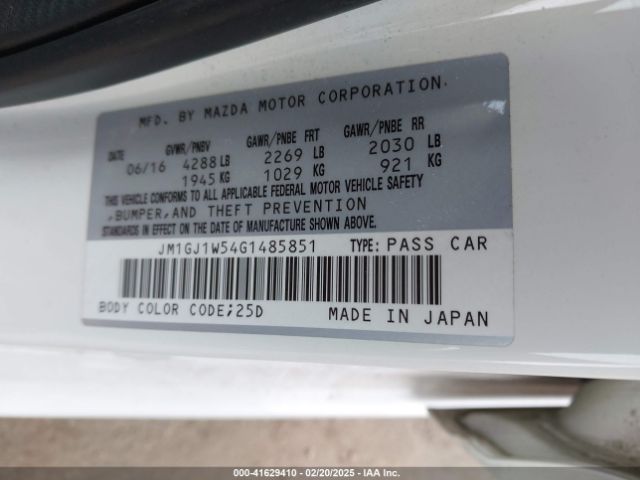 MFD. BY MAZDA MOTOR CORPORATION.
DATE GVWR/PNBV GAWR/PNBE FRT GAWR/PNBE RR
06/16 4288 LB 2269 LB 2030 LB
1945 KG 1029 KG 921 KG
THIS VEHICLE CONFORMS TO ALL APPLICABLE FEDERAL MOTOR VEHICLE SAFETY
,BUMPER,AND THEFT PREVENTION
STANDARDS IN EFFECT ON THE DATE OF MANUFACTURE SHOWN ABOVE.
JM1GJ1W54G1485851 TYPE: PASS CAR
BODY COLOR CODE;25D MADE IN JAPAN
000-41629410 - 02/20/2025 - IAA Inc.